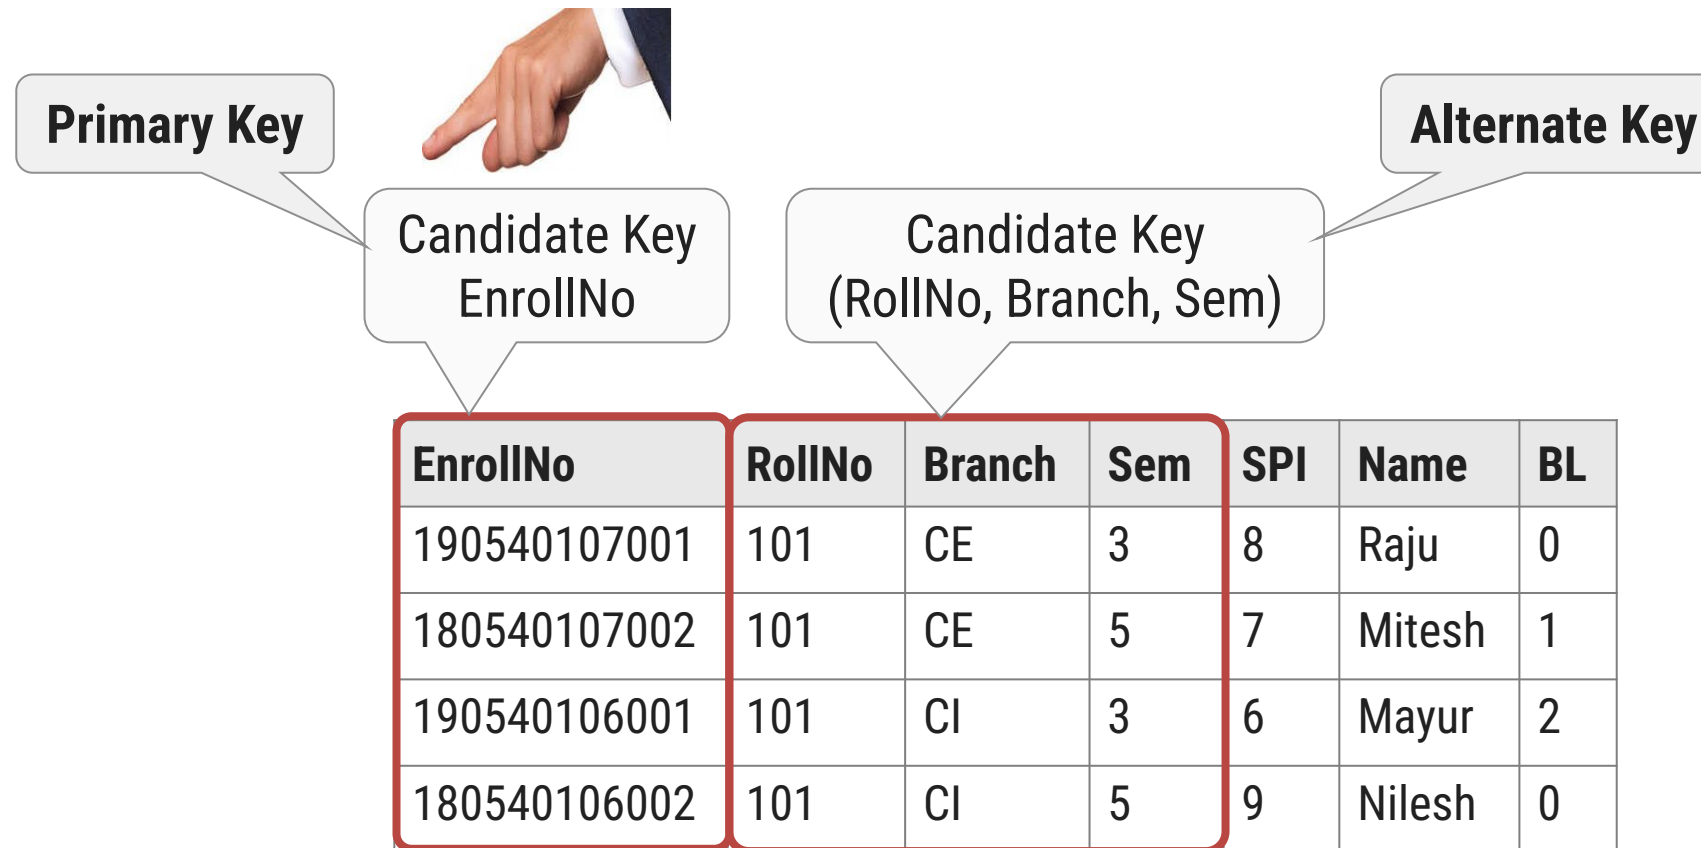 Primary Key
Alternate Key
Candidate Key
EnrollNo
Candidate Key
(RollNo, Branch, Sem)
EnrollNo RollNo Branch Sem SPI Name BL
190540107001 101 CE 3 8 Raju 0
180540107002 101 CE 5 7 Mitesh 1
190540106001 101 CI 3 6 Mayur 2
180540106002 101 CI 5 9 Nilesh 0